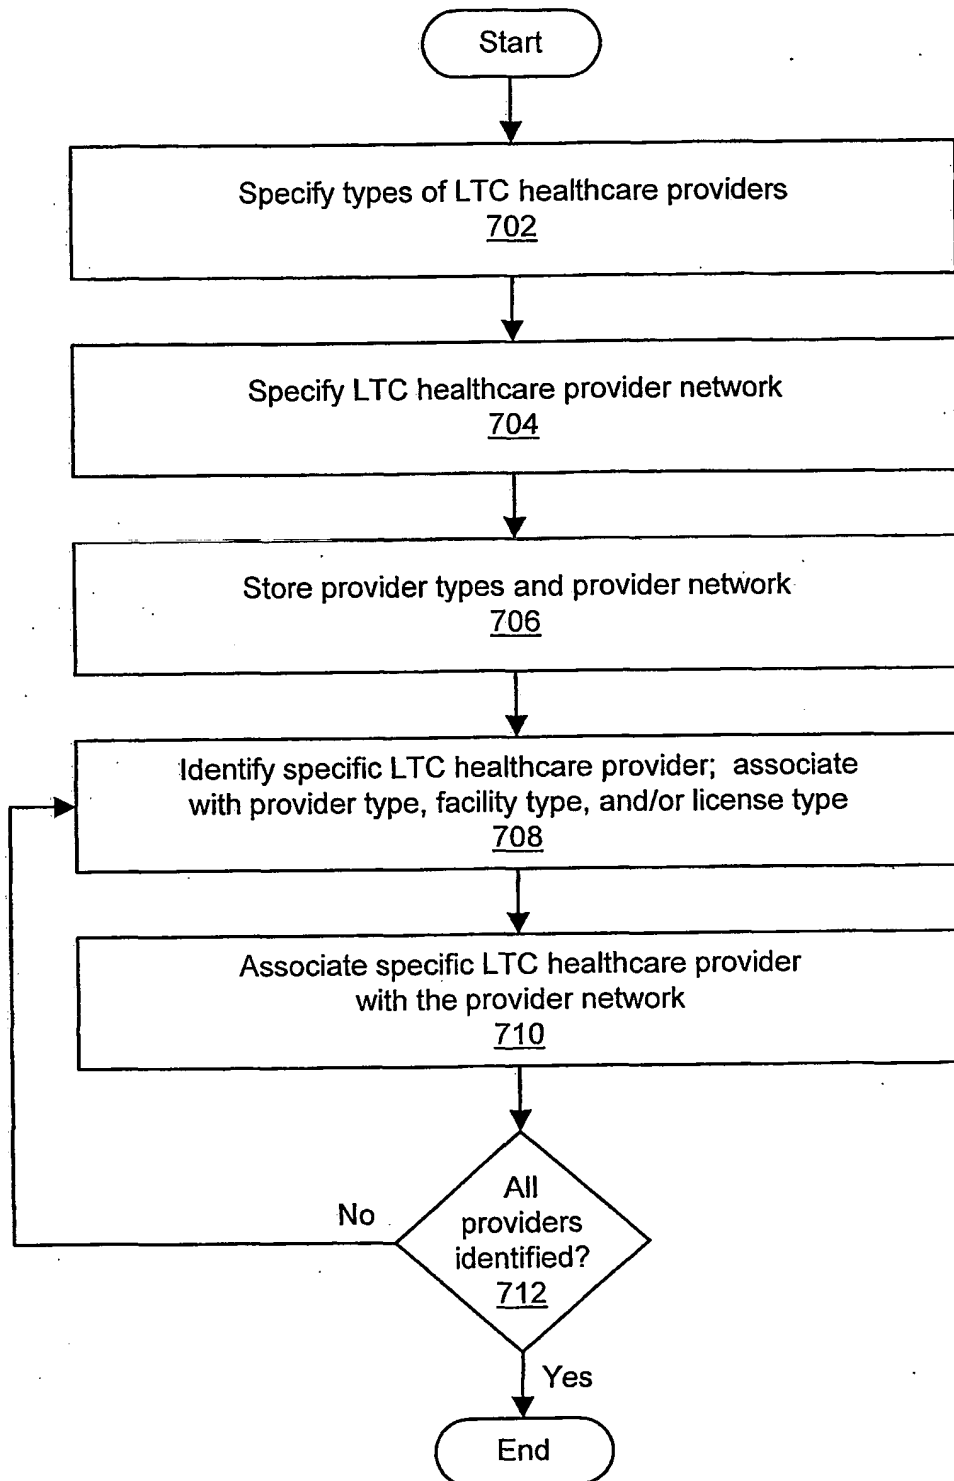 Start
Specify types of LTC healthcare providers
702
Specify LTC healthcare provider network
704
Store provider types and provider network
706
Identify specific LTC healthcare provider; associate
with provider type, facility type, and/or license type
708
Associate specific LTC healthcare provider
with the provider network
710
All
providers
identified?
712
No
Yes
End